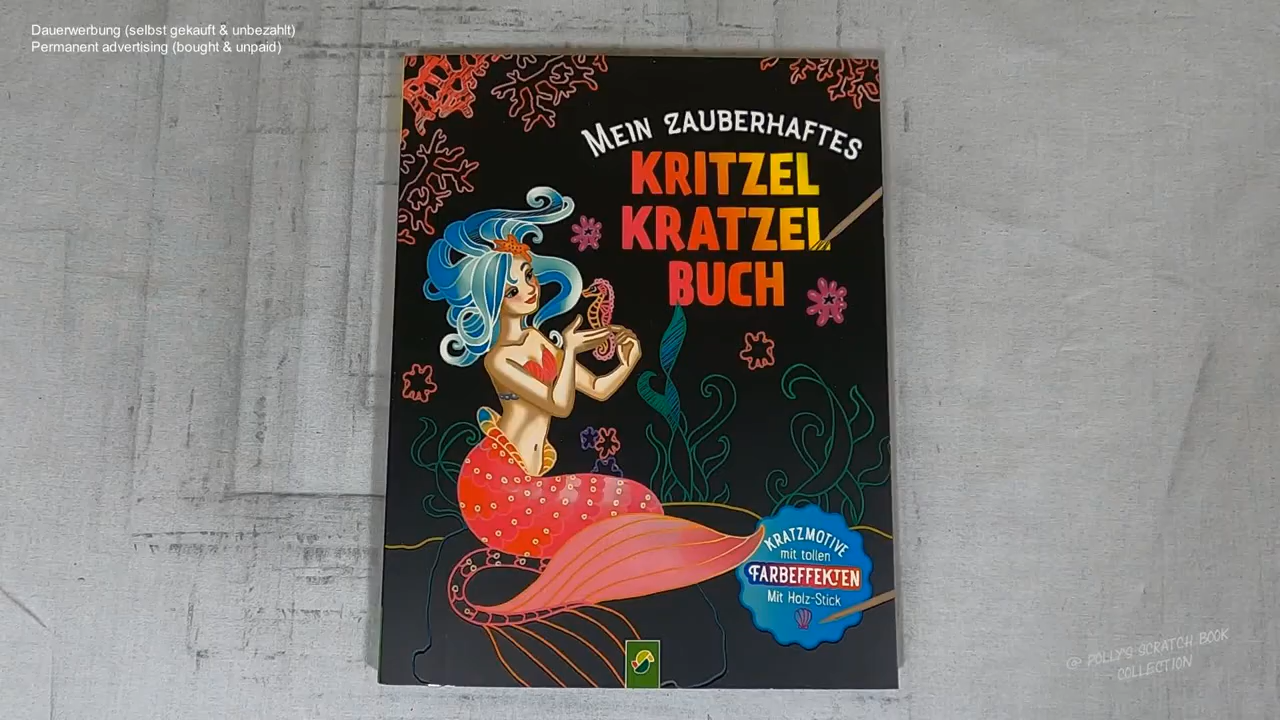 Dauerwerbung (selbst gekauft & unbezahlt)
Permanent advertising (bought & unpaid)
MEIN ZAUBERHAFTES
KRITZEL
KRATZEL
BUCH
KRATZMOTIVE
mit tollen
FARBEFFEKTEN
Mit Holz-Stick
@ POLLY'S SCRATCH BOOK
COLLECTION